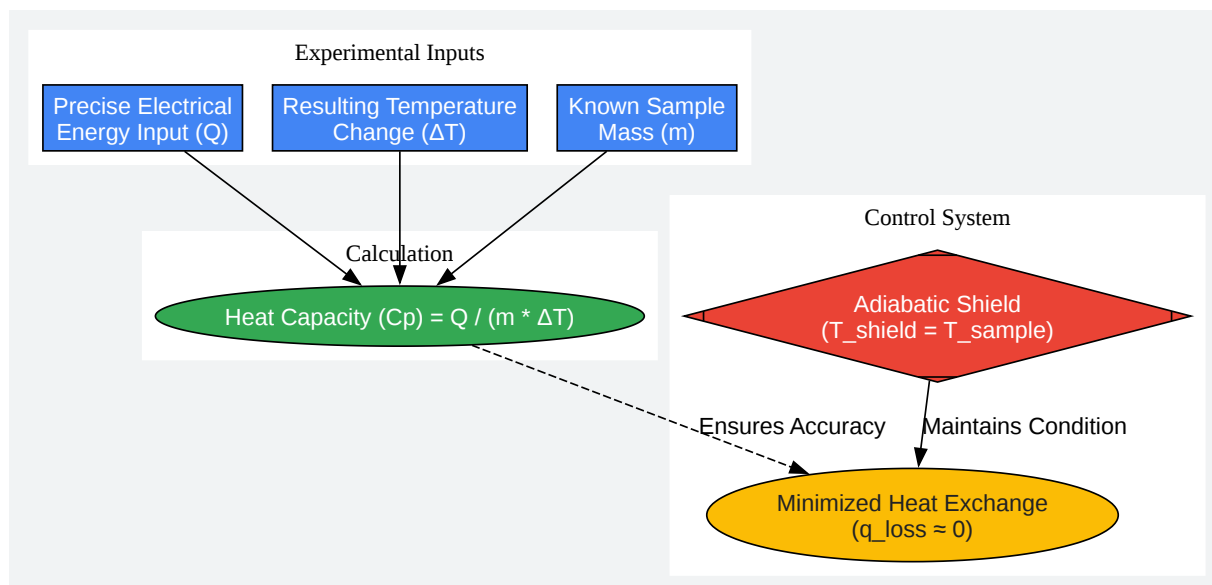 Experimental Inputs
Precise Electrical
Energy Input (Q)
Resulting Temperature
Change (ΔT)
Known Sample
Mass (m)
Calculation
Heat Capacity (Cp) = Q / (m * ΔT)
Control System
Adiabatic Shield
(T_shield = T_sample)
Ensures Accuracy
Maintains Condition
Minimized Heat Exchange
(q_loss ≈ 0)